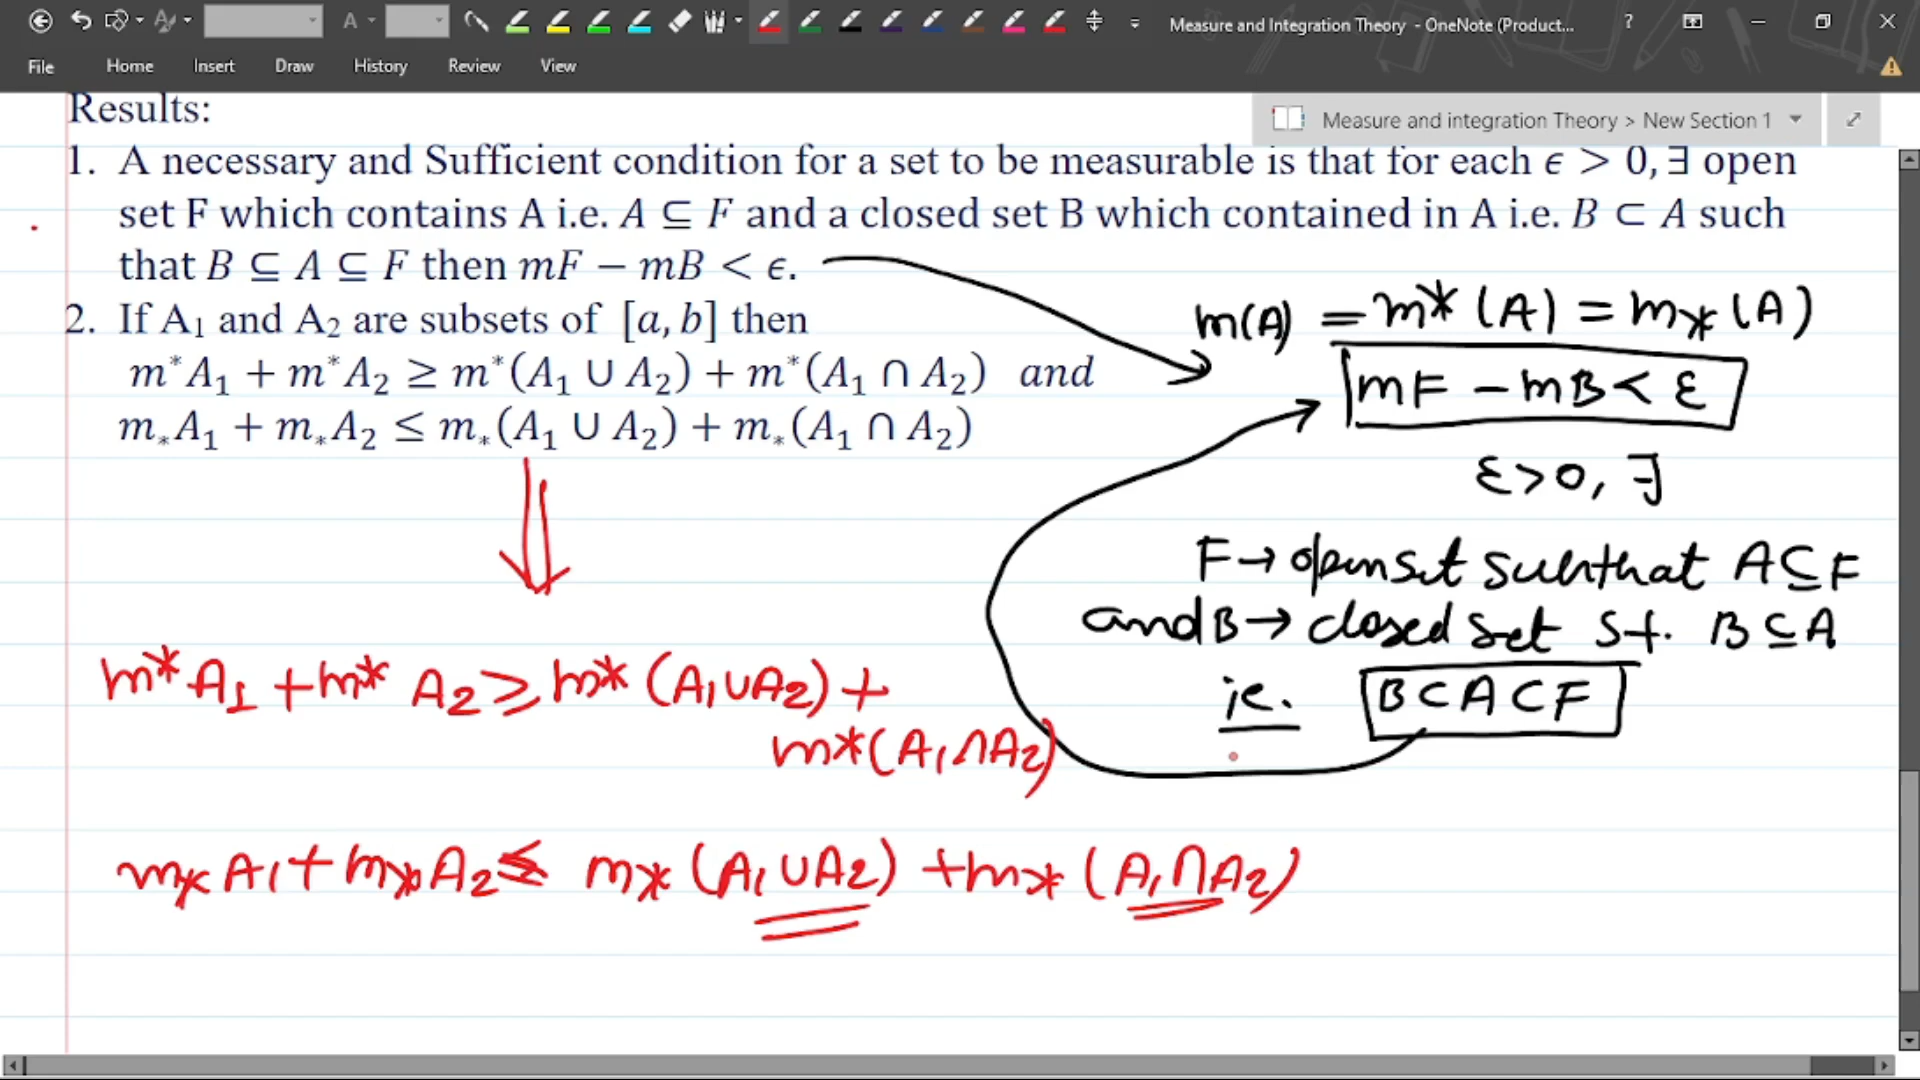 Measure and Integration Theory - OneNote (Product...
File Home Insert Draw History Review View
Results:
Measure and integration Theory > New Section 1
1. A necessary and Sufficient condition for a set to be measurable is that for each ϵ > 0, ∃ open
set F which contains A i.e. A ⊆ F and a closed set B which contained in A i.e. B ⊂ A such
that B ⊆ A ⊆ F then mF − mB < ϵ.
2. If A₁ and A₂ are subsets of [a, b] then
m*A₁ + m*A₂ ≥ m*(A₁ ∪ A₂) + m*(A₁ ∩ A₂) and
m⁎A₁ + m⁎A₂ ≤ m⁎(A₁ ∪ A₂) + m⁎(A₁ ∩ A₂)
m(A) = m*(A) = m⁎(A)
mF − mB < ε
ε > 0, ∃
F → open set suchthat A ⊆ F
and B → closed set s.t. B ⊆ A
ie. B ⊂ A ⊂ F
m*A₁ + m*A₂ ≥ m*(A₁∪A₂) +
m*(A₁∩A₂)
m⁎A₁ + m⁎A₂ ≤ m⁎(A₁∪A₂) + m⁎(A₁∩A₂)